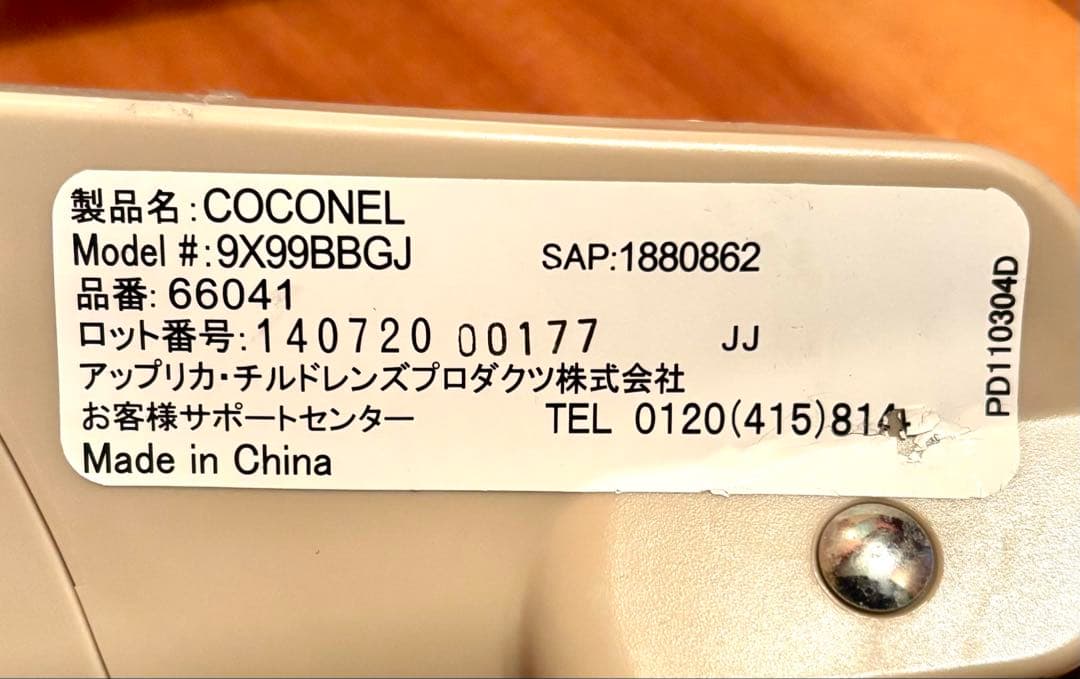 製品名:COCONEL
Model #:9X99BBGJ SAP:1880862
品番: 66041
ロット番号:140720 00177 JJ
アップリカ・チルドレンズプロダクツ株式会社
お客様サポートセンター TEL 0120(415)814
Made in China
PD110304D